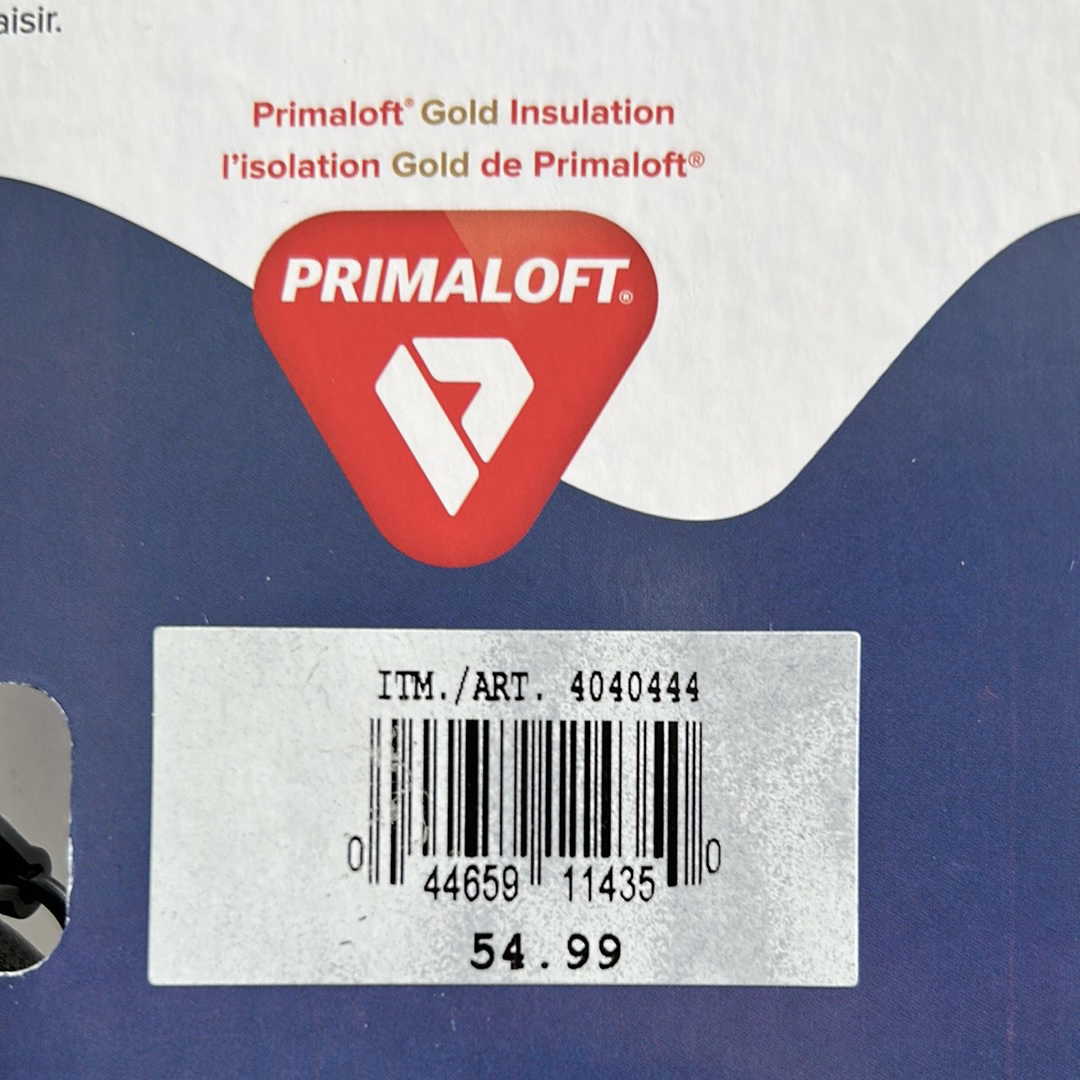 aisir.
Primaloft® Gold Insulation
l’isolation Gold de Primaloft®
PRIMALOFT®
ITM./ART. 4040444
0 44659 11435 0
54.99